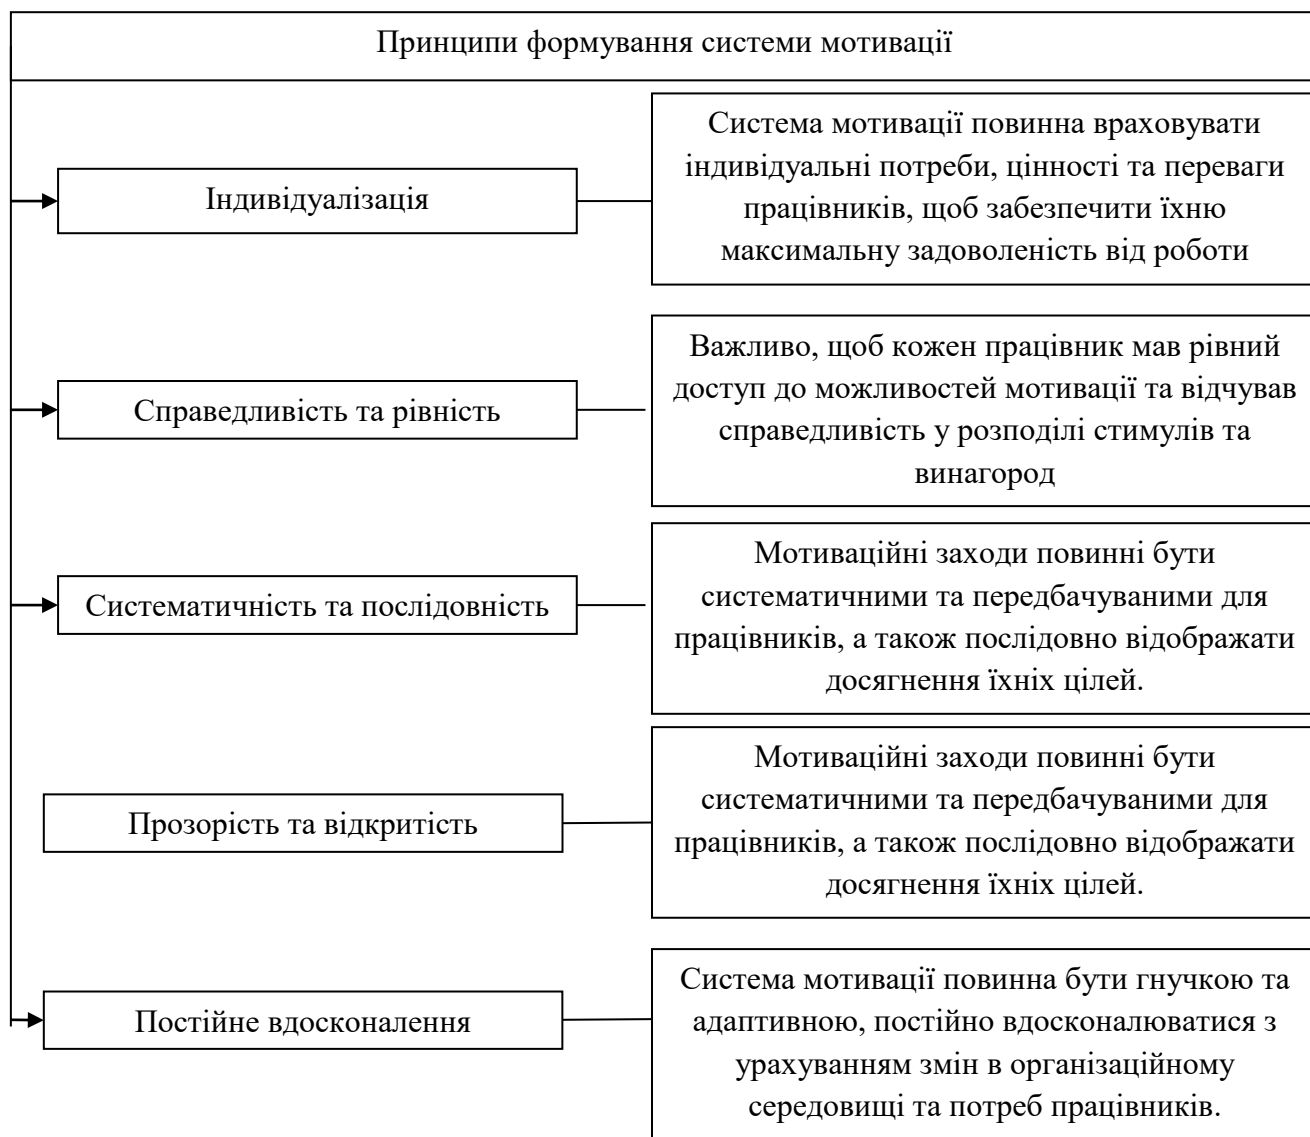 Принципи формування системи мотивації
Індивідуалізація
Система мотивації повинна враховувати
індивідуальні потреби, цінності та переваги
працівників, щоб забезпечити їхню
максимальну задоволеність від роботи
Справедливість та рівність
Важливо, щоб кожен працівник мав рівний
доступ до можливостей мотивації та відчував
справедливість у розподілі стимулів та
винагород
Систематичність та послідовність
Мотиваційні заходи повинні бути
систематичними та передбачуваними для
працівників, а також послідовно відображати
досягнення їхніх цілей.
Прозорість та відкритість
Мотиваційні заходи повинні бути
систематичними та передбачуваними для
працівників, а також послідовно відображати
досягнення їхніх цілей.
Постійне вдосконалення
Система мотивації повинна бути гнучкою та
адаптивною, постійно вдосконалюватися з
урахуванням змін в організаційному
середовищі та потреб працівників.